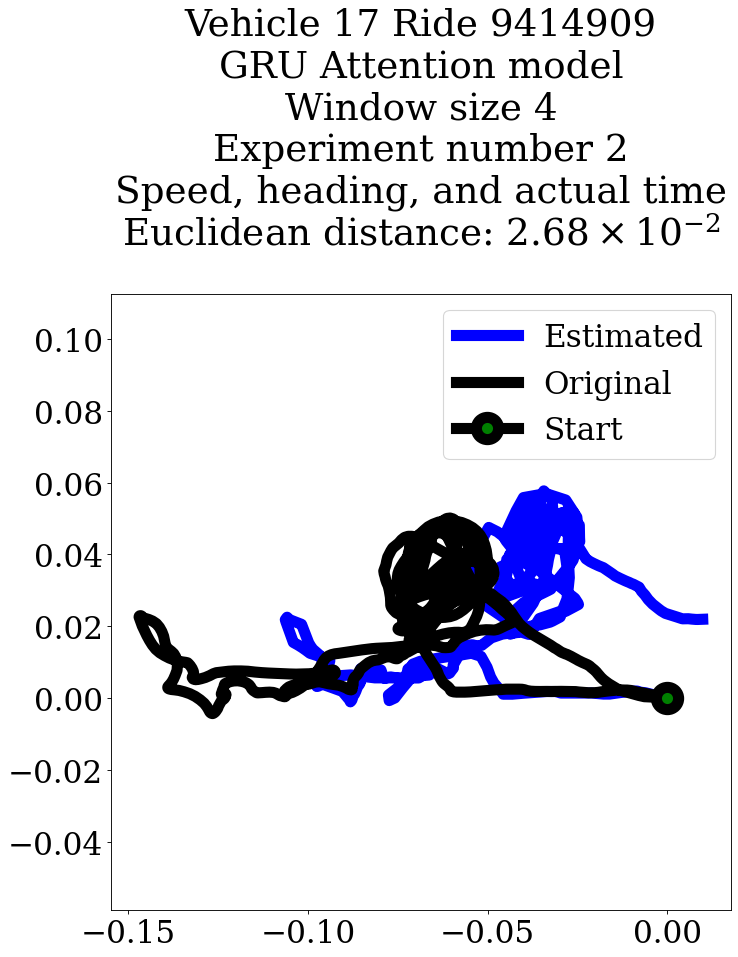 Vehicle 17 Ride 9414909
GRU Attention model
Window size 4
Experiment number 2
Speed, heading, and actual time
Euclidean distance: 2.68 × 10⁻²
Estimated
Original
Start
0.10
0.08
0.06
0.04
0.02
0.00
−0.02
−0.04
−0.15
−0.10
−0.05
0.00